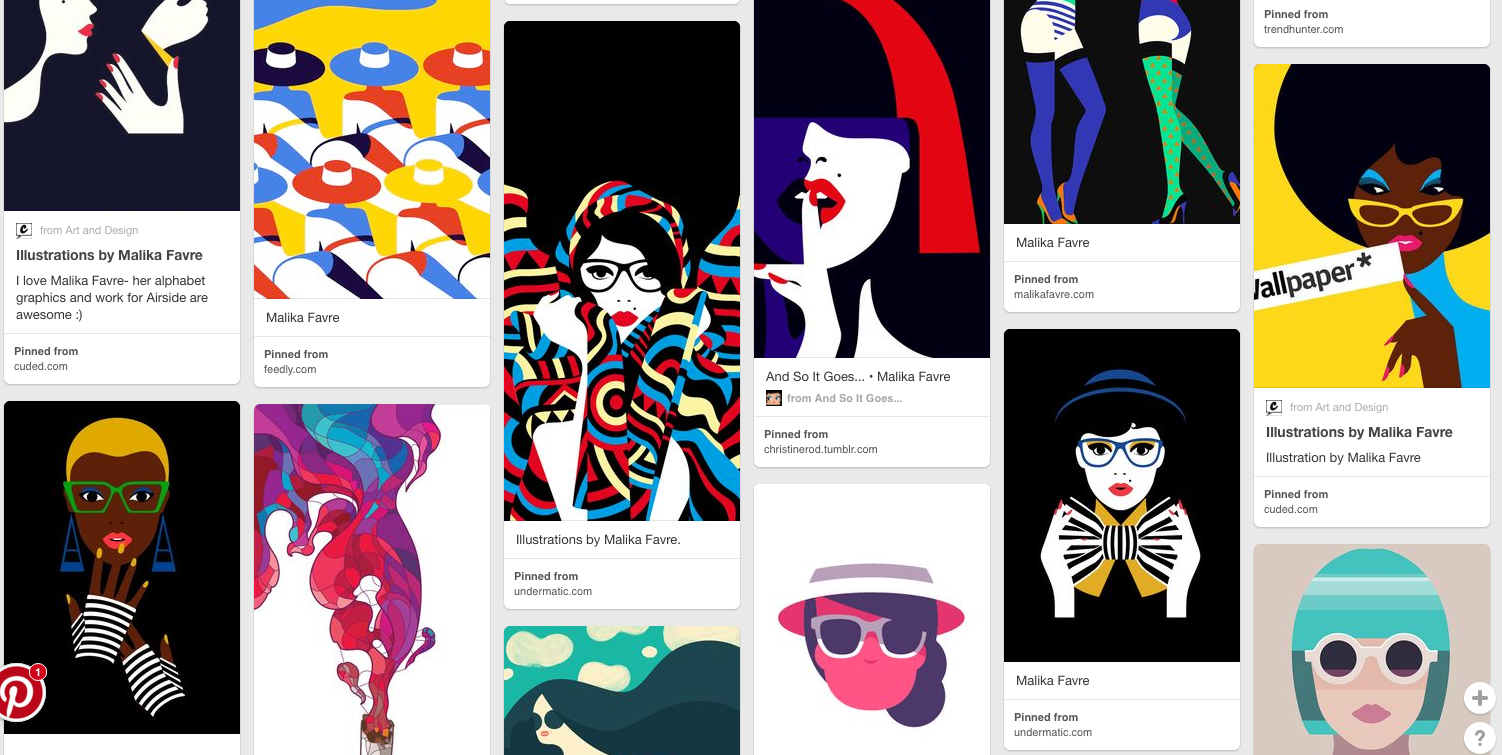 from Art and Design
Illustrations by Malika Favre
I love Malika Favre- her alphabet
graphics and work for Airside are
awesome :)
Pinned from
cuded.com
1
Malika Favre
Pinned from
feedly.com
Illustrations by Malika Favre.
Pinned from
undermatic.com
And So It Goes... • Malika Favre
from And So It Goes...
Pinned from
christinerod.tumblr.com
Malika Favre
Pinned from
malikafavre.com
Malika Favre
Pinned from
undermatic.com
Pinned from
trendhunter.com
Wallpaper*
from Art and Design
Illustrations by Malika Favre
Illustration by Malika Favre
Pinned from
cuded.com
+
?